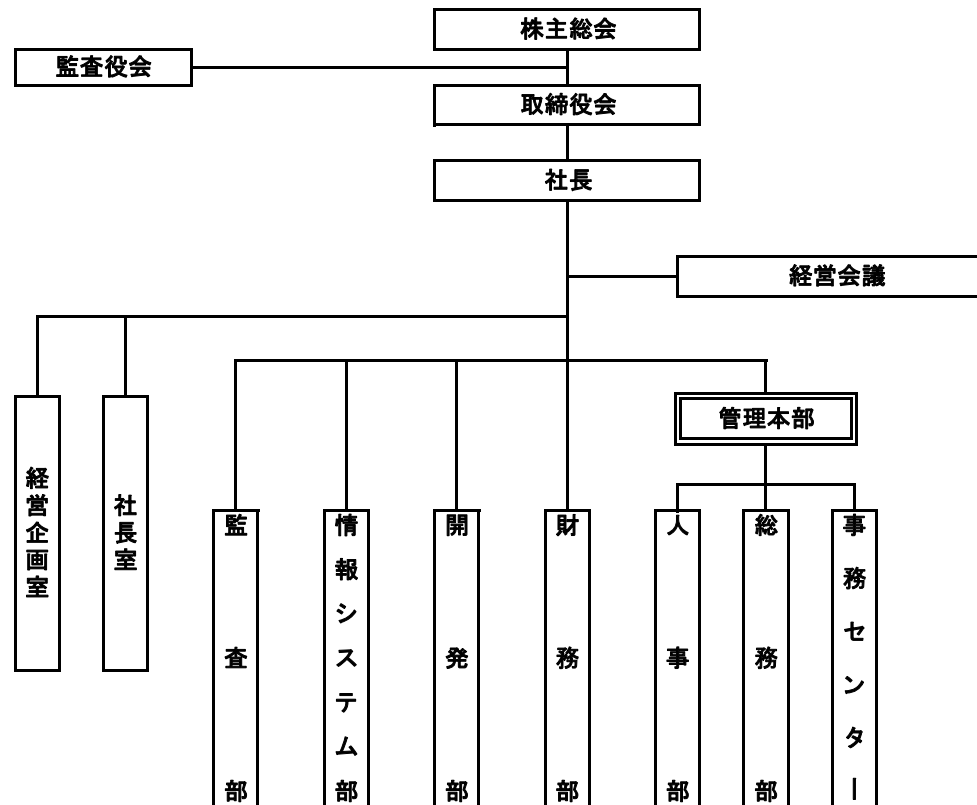 株主総会
監査役会
取締役会
社長
経営会議
管理本部
経営企画室
社長室
監査部
情報システム部
開発部
財務部
人事部
総務部
事務センター